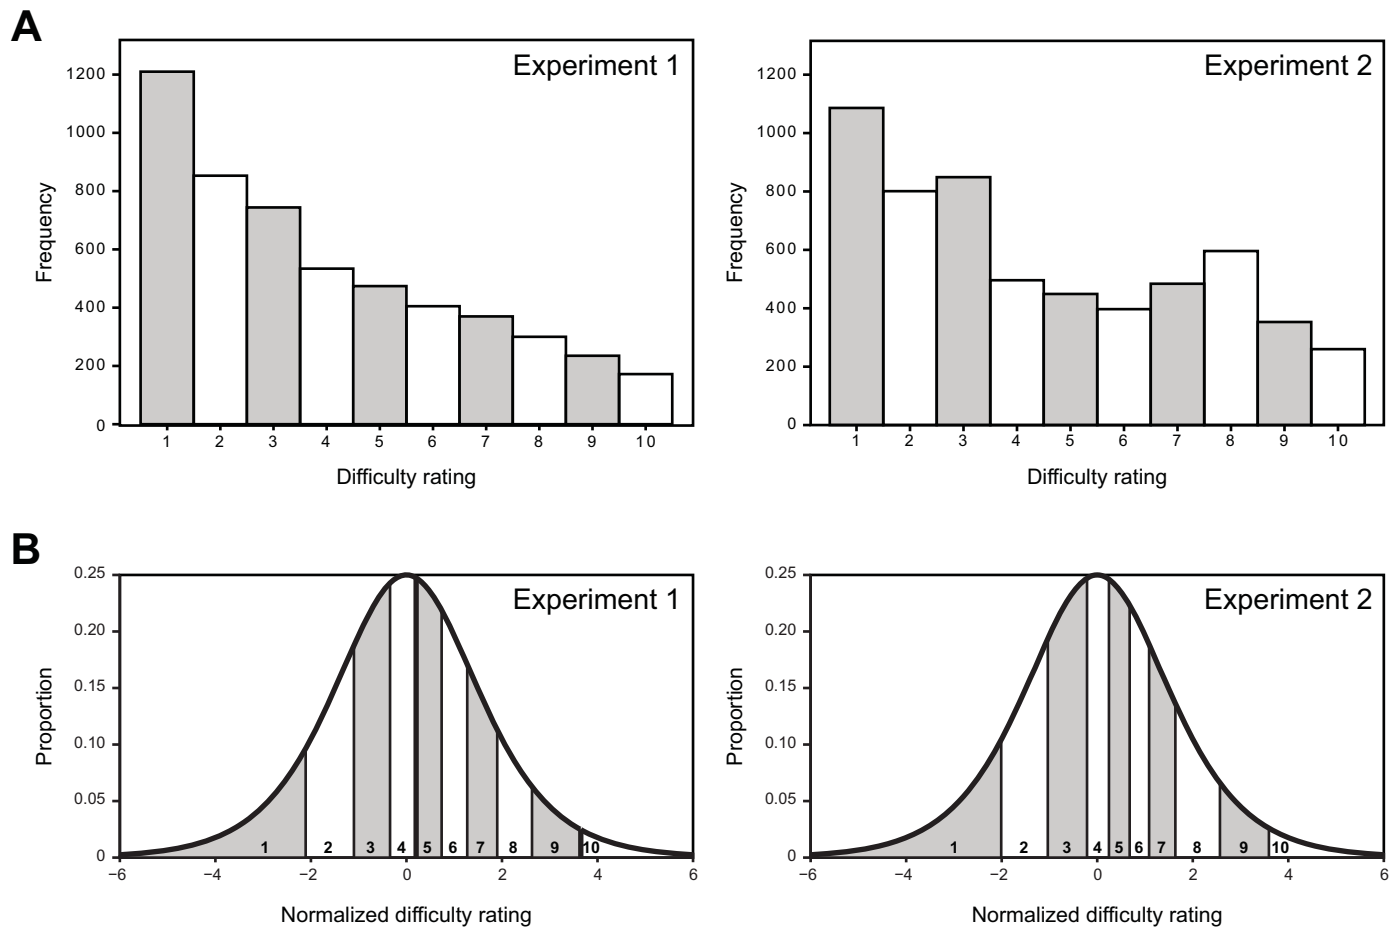 A
Experiment 1
1200
1000
800
600
400
200
0
Frequency
1 2 3 4 5 6 7 8 9 10
Difficulty rating
Experiment 2
1200
1000
800
600
400
200
0
Frequency
1 2 3 4 5 6 7 8 9 10
Difficulty rating
B
Experiment 1
0.25
0.20
0.15
0.10
0.05
0
Proportion
1 2 3 4 5 6 7 8 9 10
−6 −4 −2 0 2 4 6
Normalized difficulty rating
Experiment 2
0.25
0.20
0.15
0.10
0.05
0
Proportion
1 2 3 4 5 6 7 8 9 10
−6 −4 −2 0 2 4 6
Normalized difficulty rating